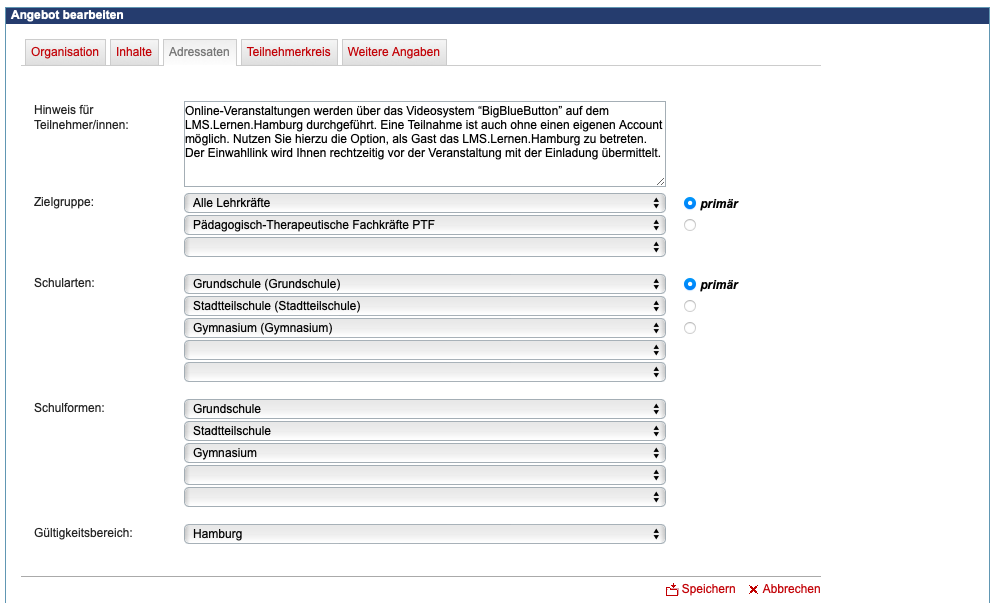 Angebot bearbeiten
Organisation
Inhalte
Adressaten
Teilnehmerkreis
Weitere Angaben
Hinweis für
Teilnehmer/innen:
Online-Veranstaltungen werden über das Videosystem “BigBlueButton” auf dem
LMS.Lernen.Hamburg durchgeführt. Eine Teilnahme ist auch ohne einen eigenen Account
möglich. Nutzen Sie hierzu die Option, als Gast das LMS.Lernen.Hamburg zu betreten.
Der Einwahllink wird Ihnen rechtzeitig vor der Veranstaltung mit der Einladung übermittelt.
Zielgruppe:
Alle Lehrkräfte
primär
Pädagogisch-Therapeutische Fachkräfte PTF
Schularten:
Grundschule (Grundschule)
primär
Stadtteilschule (Stadtteilschule)
Gymnasium (Gymnasium)
Schulformen:
Grundschule
Stadtteilschule
Gymnasium
Gültigkeitsbereich:
Hamburg
Speichern
Abbrechen